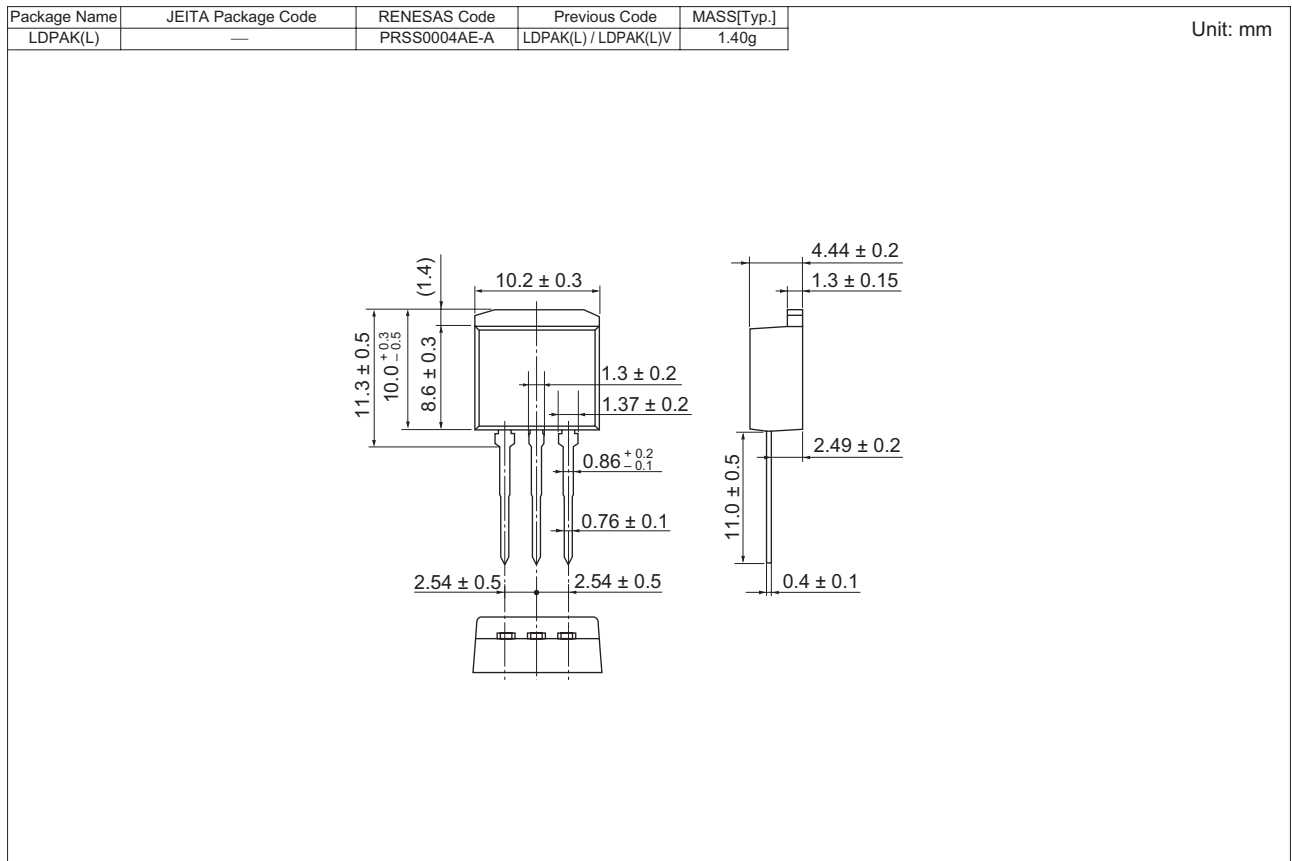 Package Name JEITA Package Code RENESAS Code Previous Code MASS[Typ.]
LDPAK(L) — PRSS0004AE-A LDPAK(L) / LDPAK(L)V 1.40g
Unit: mm
4.44 ± 0.2
(1.4)
10.2 ± 0.3
1.3 ± 0.15
11.3 ± 0.5
10.0 + 0.3 – 0.5
8.6 ± 0.3
1.3 ± 0.2
1.37 ± 0.2
2.49 ± 0.2
0.86 + 0.2 – 0.1
11.0 ± 0.5
0.76 ± 0.1
2.54 ± 0.5
2.54 ± 0.5
0.4 ± 0.1